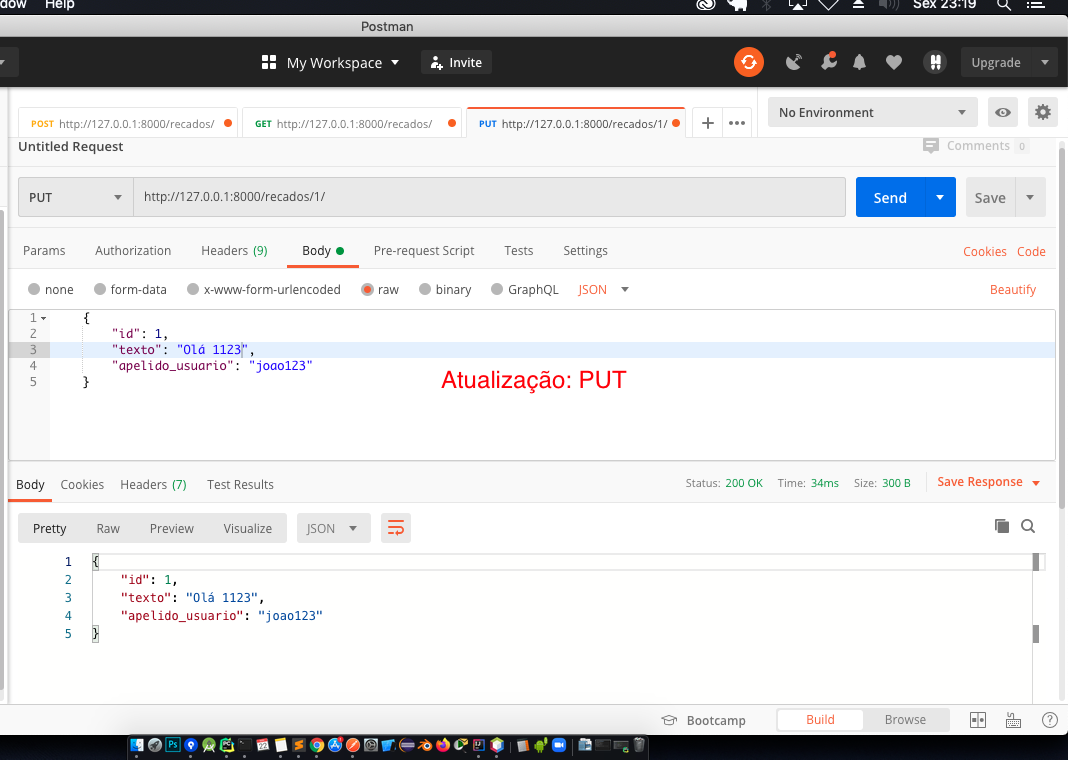 dow Help Sex 23:19
Postman
My Workspace Invite Upgrade
POST http://127.0.0.1:8000/recados/ GET http://127.0.0.1:8000/recados/ PUT http://127.0.0.1:8000/recados/1/ No Environment
Untitled Request Comments 0
PUT http://127.0.0.1:8000/recados/1/ Send Save
Params Authorization Headers (9) Body Pre-request Script Tests Settings Cookies Code
none form-data x-www-form-urlencoded raw binary GraphQL JSON Beautify
1 {
2 "id": 1,
3 "texto": "Olá 1123",
4 "apelido_usuario": "joao123"
5 }
Atualização: PUT
Body Cookies Headers (7) Test Results Status: 200 OK Time: 34ms Size: 300 B Save Response
Pretty Raw Preview Visualize JSON
1 {
2 "id": 1,
3 "texto": "Olá 1123",
4 "apelido_usuario": "joao123"
5 }
Bootcamp Build Browse